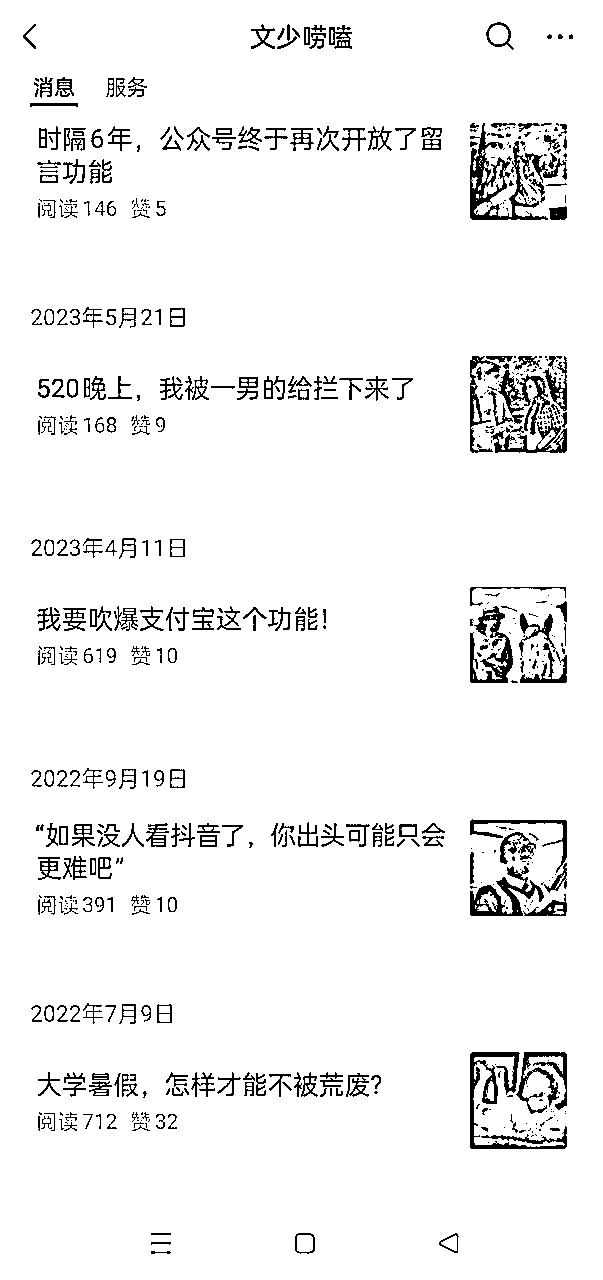 文少唠嗑
消息 服务
时隔6年，公众号终于再次开放了留
言功能
阅读146 赞5
2023年5月21日
520晚上，我被一男的给拦下来了
阅读168 赞9
2023年4月11日
我要吹爆支付宝这个功能！
阅读619 赞10
2022年9月19日
“如果没人看抖音了，你出头可能只会
更难吧”
阅读391 赞10
2022年7月9日
大学暑假，怎样才能不被荒废？
阅读712 赞32